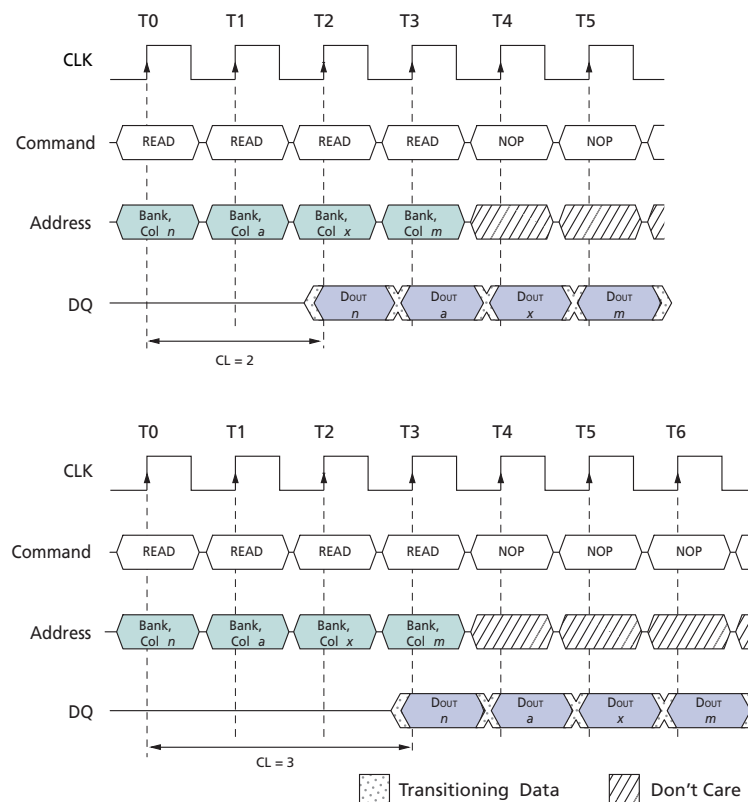 T0 T1 T2 T3 T4 T5
CLK
Command READ READ READ READ NOP NOP
Address Bank, Col n Bank, Col a Bank, Col x Bank, Col m
DQ DOUT n DOUT a DOUT x DOUT m
CL = 2
T0 T1 T2 T3 T4 T5 T6
CLK
Command READ READ READ READ NOP NOP NOP
Address Bank, Col n Bank, Col a Bank, Col x Bank, Col m
DQ DOUT n DOUT a DOUT x DOUT m
CL = 3
Transitioning Data Don't Care